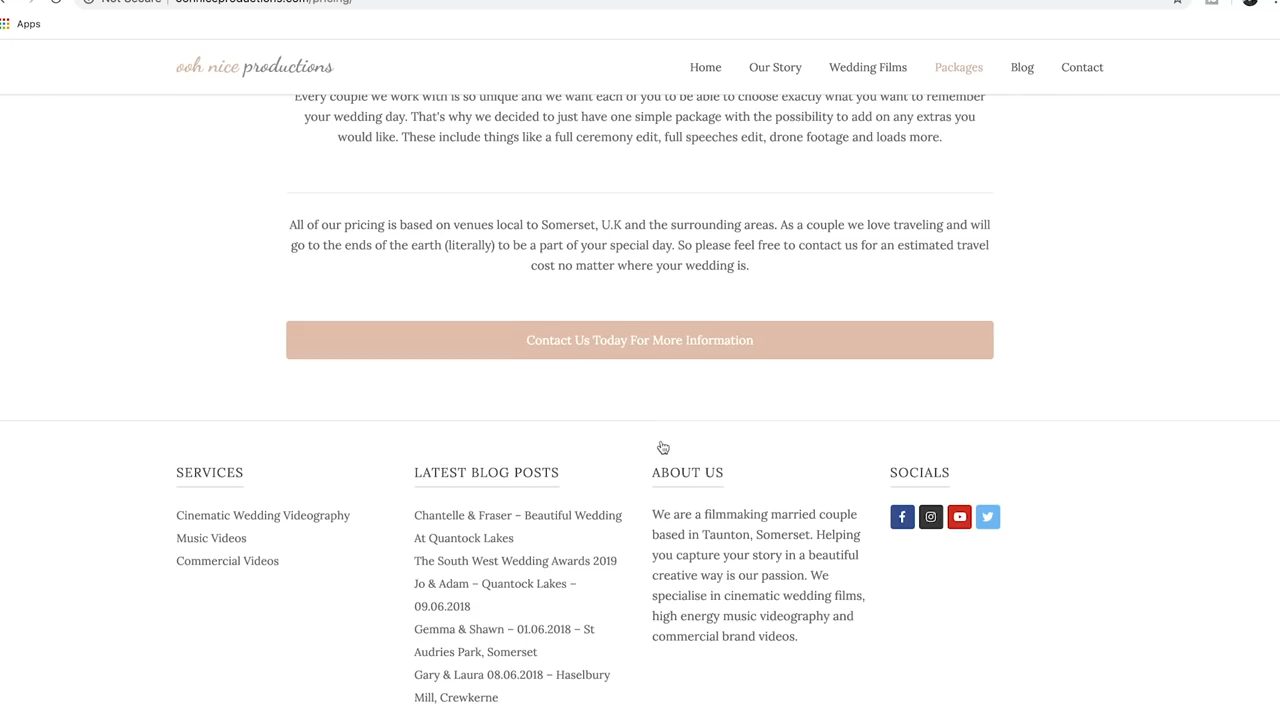 Apps
ooh nice productions
Home Our Story Wedding Films Packages Blog Contact
Every couple we work with is so unique and we want each of you to be able to choose exactly what you want to remember
your wedding day. That's why we decided to just have one simple package with the possibility to add on any extras you
would like. These include things like a full ceremony edit, full speeches edit, drone footage and loads more.
All of our pricing is based on venues local to Somerset, U.K and the surrounding areas. As a couple we love traveling and will
go to the ends of the earth (literally) to be a part of your special day. So please feel free to contact us for an estimated travel
cost no matter where your wedding is.
Contact Us Today For More Information
SERVICES
Cinematic Wedding Videography
Music Videos
Commercial Videos
LATEST BLOG POSTS
Chantelle & Fraser – Beautiful Wedding
At Quantock Lakes
The South West Wedding Awards 2019
Jo & Adam – Quantock Lakes –
09.06.2018
Gemma & Shawn – 01.06.2018 – St
Audries Park, Somerset
Gary & Laura 08.06.2018 – Haselbury
Mill, Crewkerne
ABOUT US
We are a filmmaking married couple
based in Taunton, Somerset. Helping
you capture your story in a beautiful
creative way is our passion. We
specialise in cinematic wedding films,
high energy music videography and
commercial brand videos.
SOCIALS